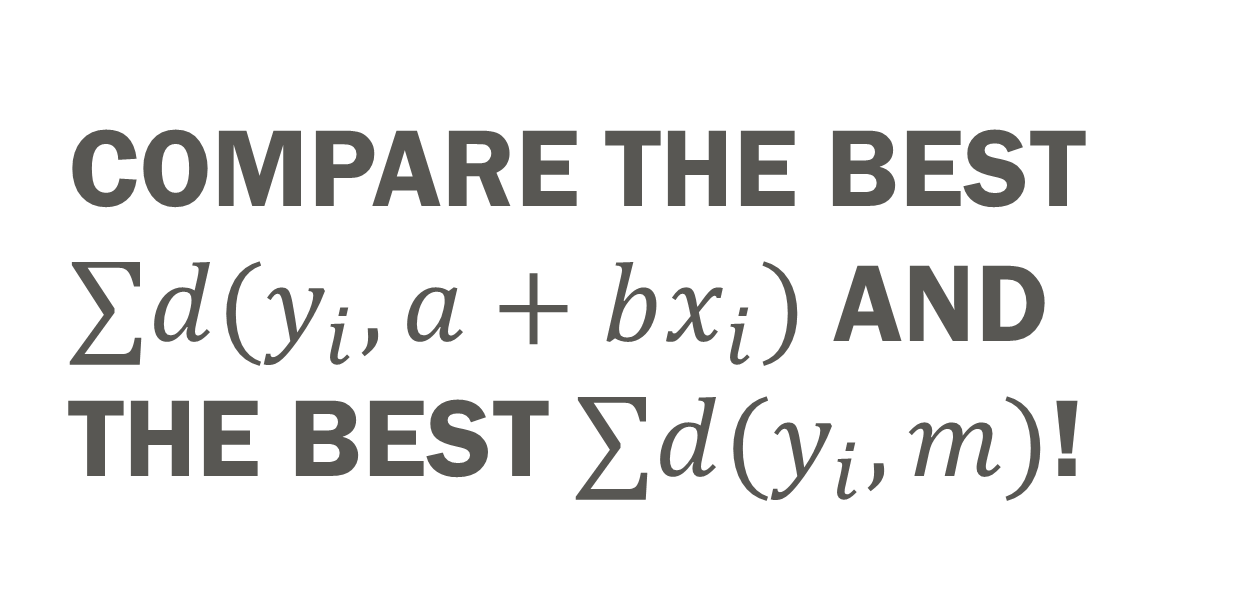 COMPARE THE BEST
∑d(yᵢ, a + bxᵢ) AND
THE BEST ∑d(yᵢ, m)!